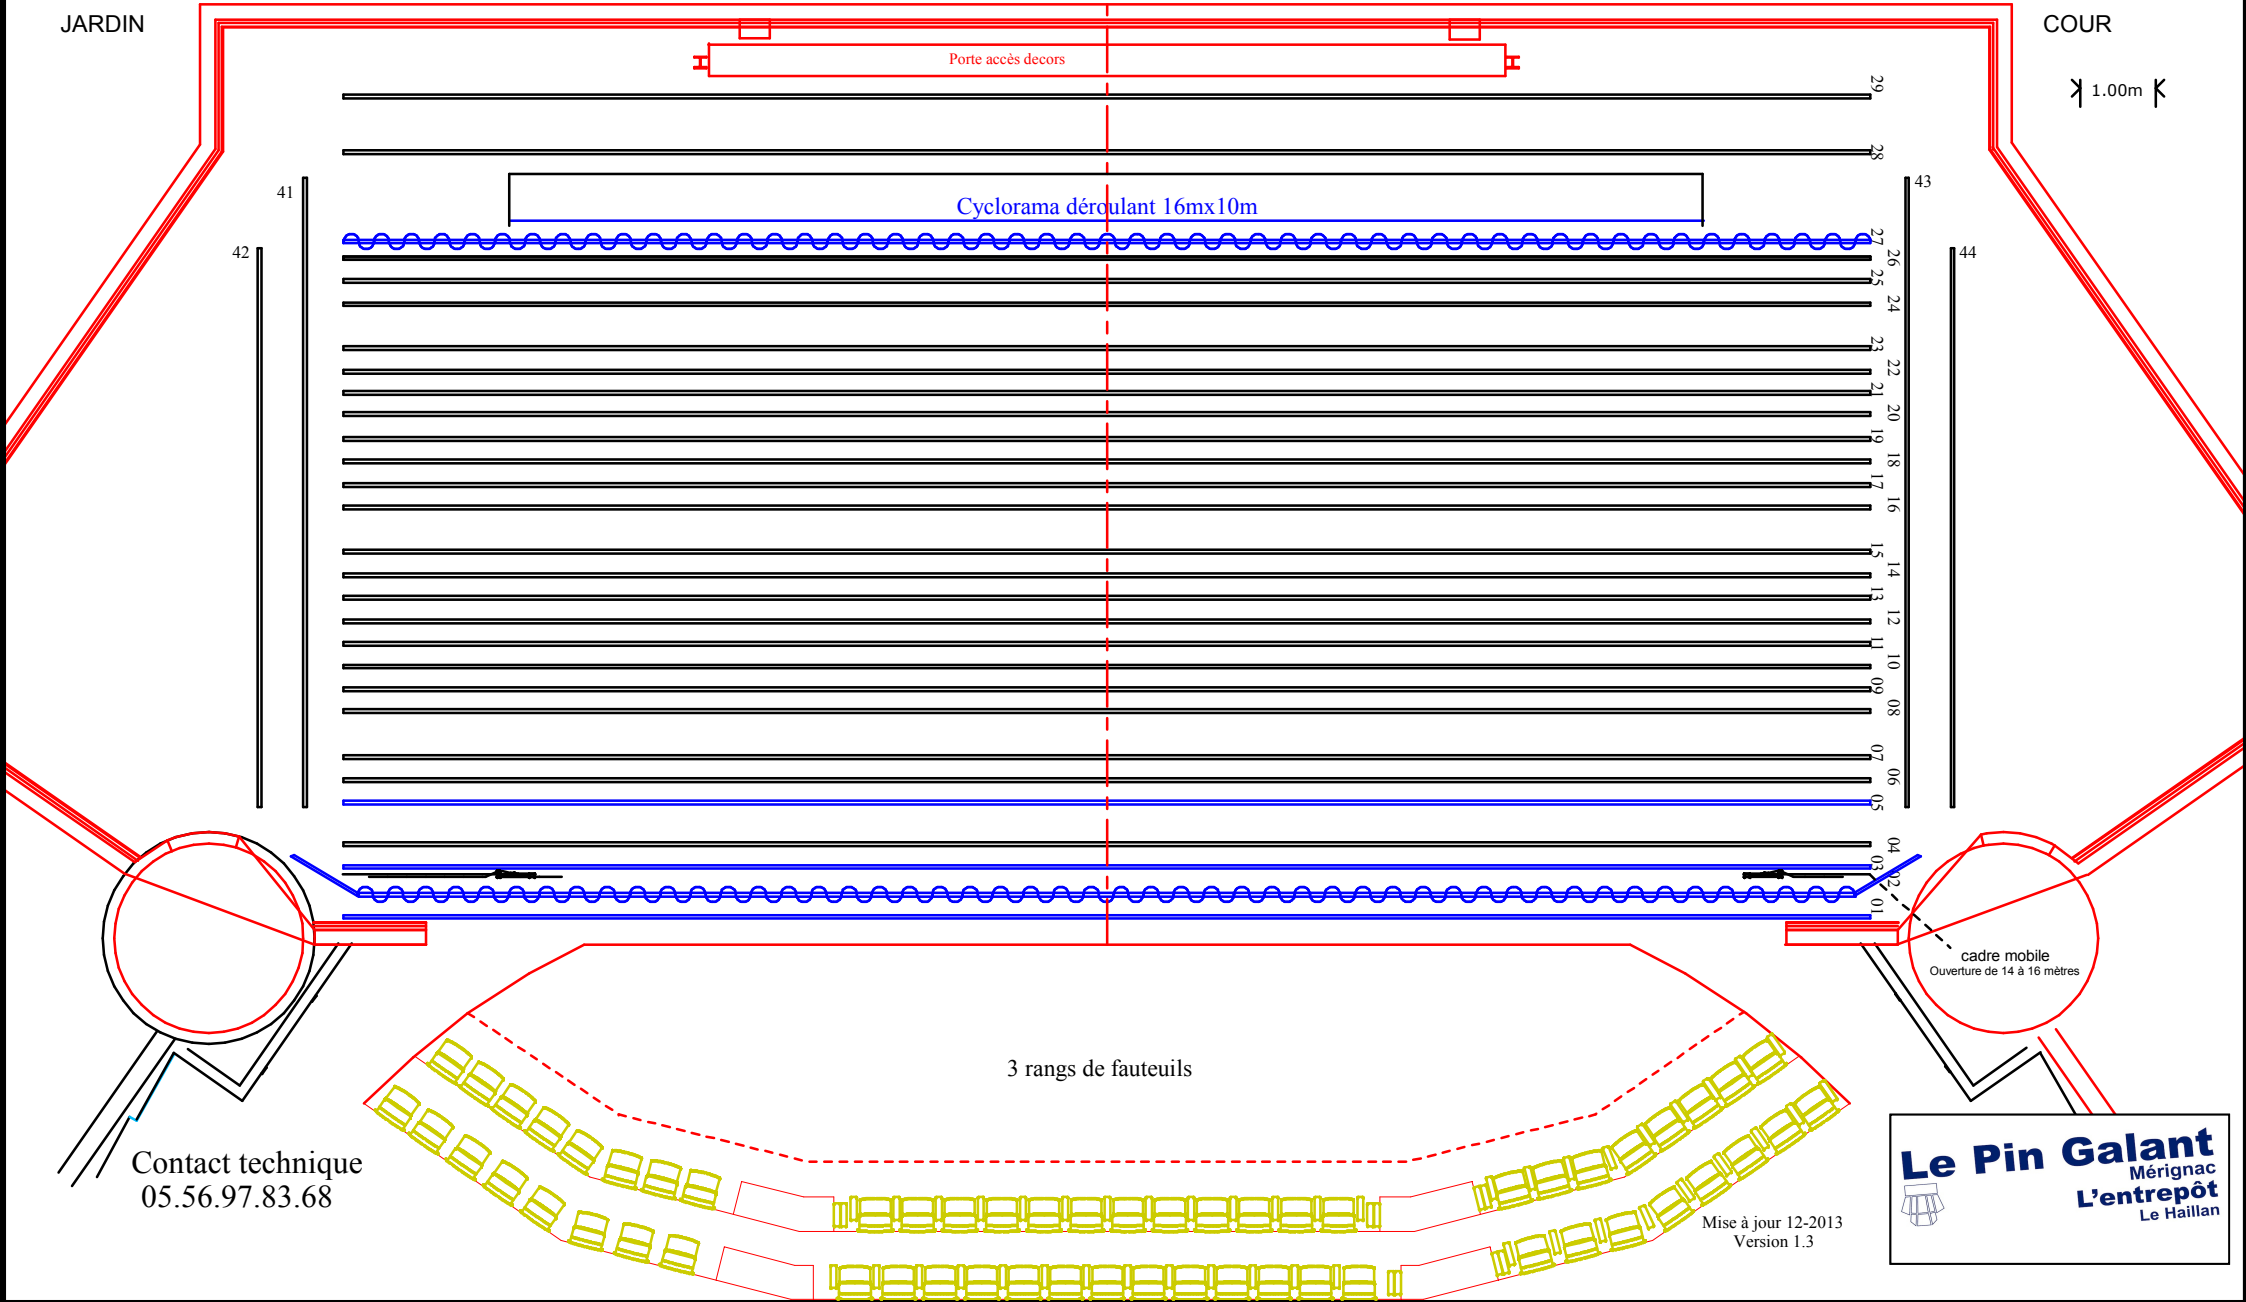 JARDIN
COUR
Porte accès decors
1.00m
29
28
41
43
Cyclorama déroulant 16mx10m
27
42
26
44
25
24
23
22
21
20
19
18
17
16
15
14
13
12
11
10
09
08
07
06
05
04
03
02
01
cadre mobile
Ouverture de 14 à 16 mètres
3 rangs de fauteuils
Contact technique
05.56.97.83.68
Mise à jour 12-2013
Version 1.3
Le Pin Galant
Mérignac
L'entrepôt
Le Haillan